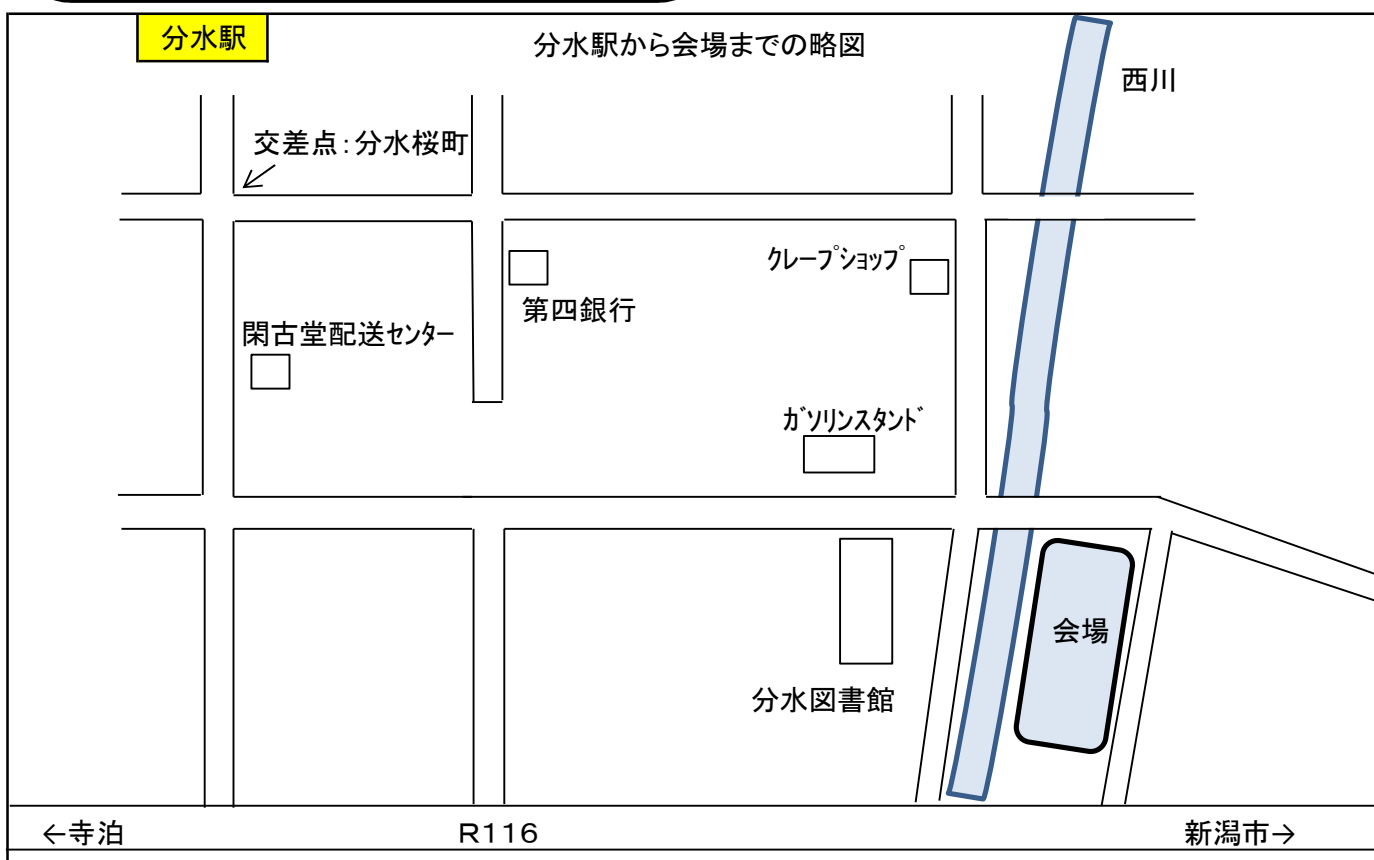 分水駅
分水駅から会場までの略図
西川
交差点:分水桜町
クレープショップ
第四銀行
閑古堂配送センター
ガソリンスタンド
会場
分水図書館
←寺泊
R116
新潟市→